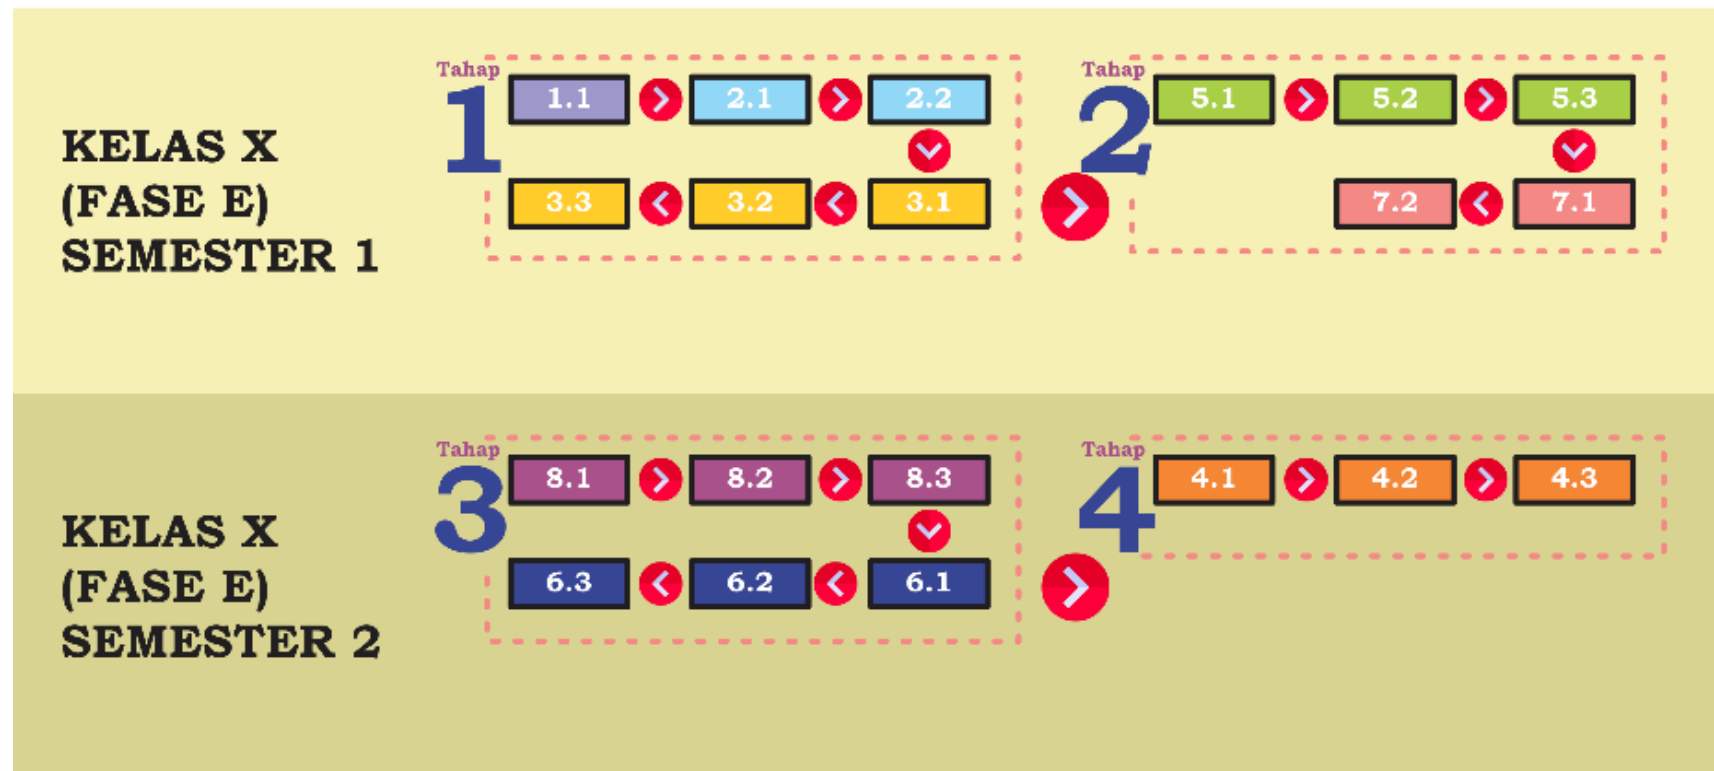 KELAS X
(FASE E)
SEMESTER 1
Tahap
1
1.1 2.1 2.2
3.3 3.2 3.1
Tahap
2
5.1 5.2 5.3
7.2 7.1
KELAS X
(FASE E)
SEMESTER 2
Tahap
3
8.1 8.2 8.3
6.3 6.2 6.1
Tahap
4
4.1 4.2 4.3